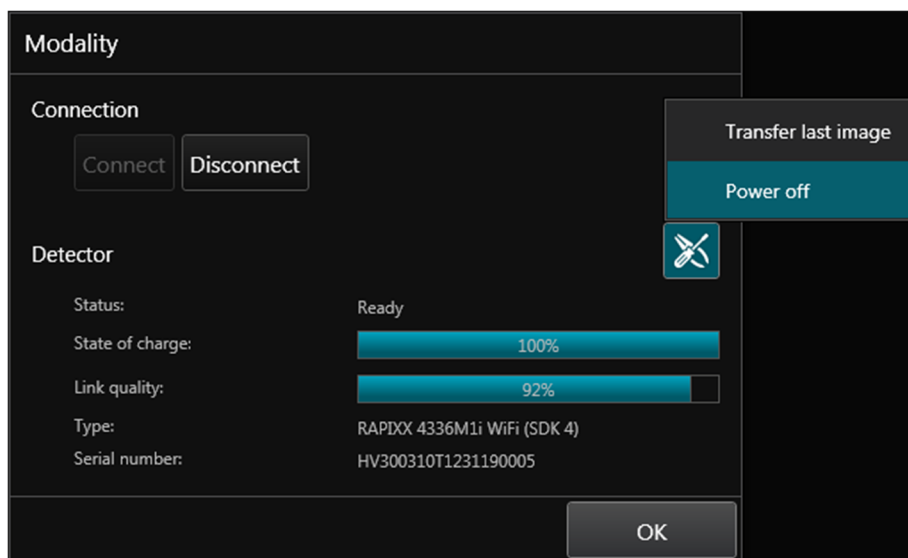 Modality
Connection
Connect Disconnect
Transfer last image
Power off
Detector
Status: Ready
State of charge: 100%
Link quality: 92%
Type: RAPIXX 4336M1i WiFi (SDK 4)
Serial number: HV300310T1231190005
OK